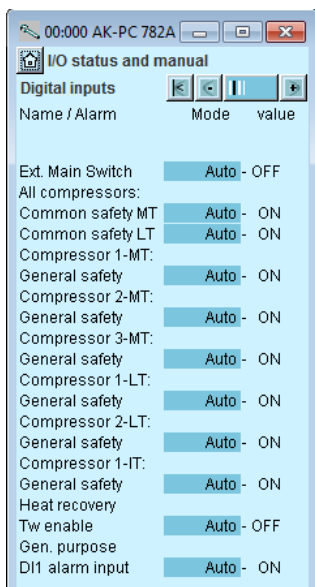 00:000 AK-PC 782A
I/O status and manual
Digital inputs
Name / Alarm Mode value
Ext. Main Switch Auto - OFF
All compressors:
Common safety MT Auto - ON
Common safety LT Auto - ON
Compressor 1-MT:
General safety Auto - ON
Compressor 2-MT:
General safety Auto - ON
Compressor 3-MT:
General safety Auto - ON
Compressor 1-LT:
General safety Auto - ON
Compressor 2-LT:
General safety Auto - ON
Compressor 1-IT:
General safety Auto - ON
Heat recovery
Tw enable Auto - OFF
Gen. purpose
DI1 alarm input Auto - ON